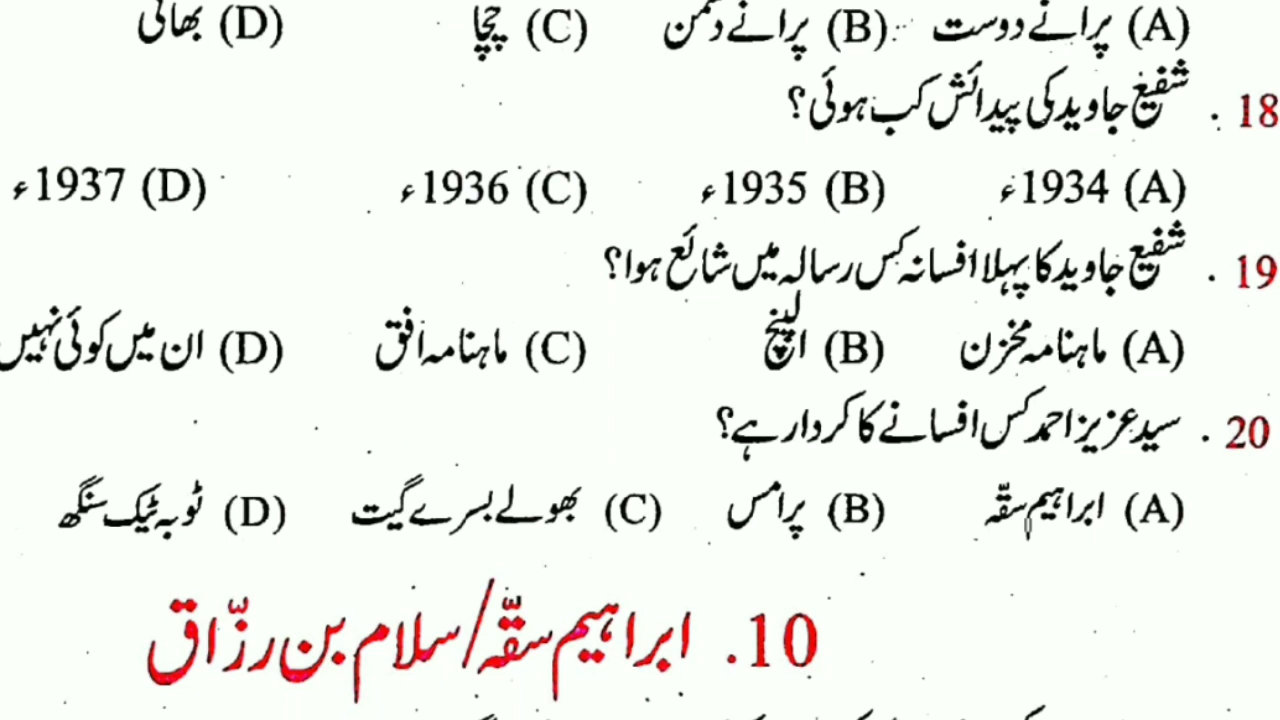 (A) پرانے دوست (B) پرانے دشمن (C) چچا (D) بھائی
18 . شفیع جاوید کی پیدائش کب ہوئی؟
(A) 1934ء (B) 1935ء (C) 1936ء (D) 1937ء
19 . شفیع جاوید کا پہلا افسانہ کس رسالہ میں شائع ہوا؟
(A) ماہنامہ مخزن (B) الپنچ (C) ماہنامہ افق (D) ان میں کوئی نہیں
20 . سید عزیز احمد کس افسانے کا کردار ہے؟
(A) ابراہیم سقّہ (B) پرامس (C) بھولے بسرے گیت (D) ٹوبہ ٹیک سنگھ
10. ابراہیم سقّہ/سلام بن رزّاق